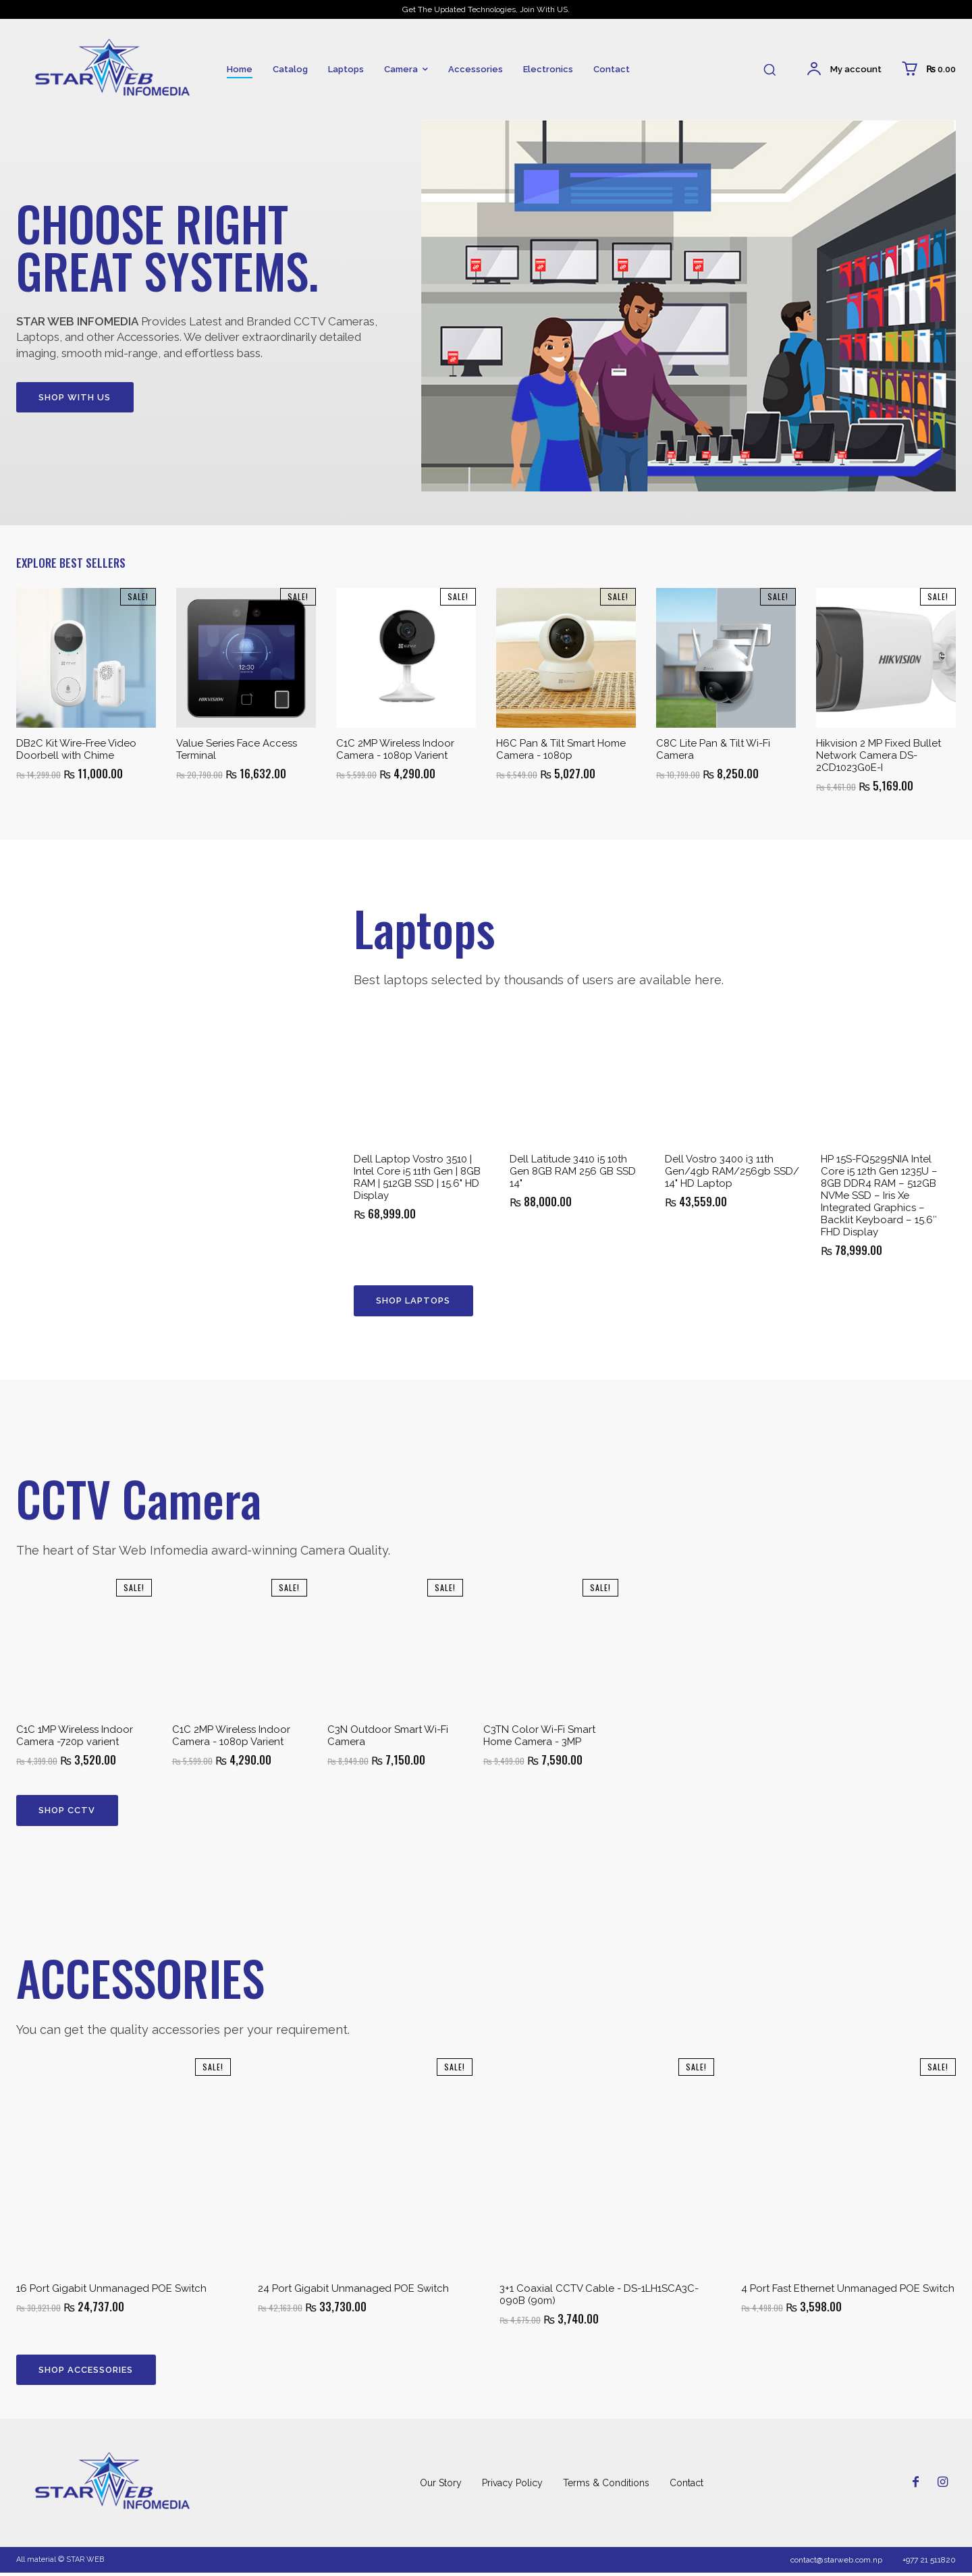 Get The Updated Technologies, Join With US.
STAR WEB
INFOMEDIA
Home
Catalog
Laptops
Camera
Accessories
Electronics
Contact
My account
₨ 0.00
CHOOSE RIGHT
GREAT SYSTEMS.
STAR WEB INFOMEDIA Provides Latest and Branded CCTV Cameras,
Laptops, and other Accessories. We deliver extraordinarily detailed
imaging, smooth mid-range, and effortless bass.
SHOP WITH US
EXPLORE BEST SELLERS
SALE!
DB2C Kit Wire-Free Video
Doorbell with Chime
₨ 14,299.00 ₨ 11,000.00
SALE!
12:30
HIKVISION
Value Series Face Access
Terminal
₨ 20,790.00 ₨ 16,632.00
SALE!
C1C 2MP Wireless Indoor
Camera - 1080p Varient
₨ 5,599.00 ₨ 4,290.00
SALE!
H6C Pan & Tilt Smart Home
Camera - 1080p
₨ 6,549.00 ₨ 5,027.00
SALE!
C8C Lite Pan & Tilt Wi-Fi
Camera
₨ 10,799.00 ₨ 8,250.00
SALE!
HIKVISION
Hikvision 2 MP Fixed Bullet
Network Camera DS-
2CD1023G0E-I
₨ 6,461.00 ₨ 5,169.00
Laptops
Best laptops selected by thousands of users are available here.
Dell Laptop Vostro 3510 |
Intel Core i5 11th Gen | 8GB
RAM | 512GB SSD | 15.6" HD
Display
₨ 68,999.00
Dell Latitude 3410 i5 10th
Gen 8GB RAM 256 GB SSD
14"
₨ 88,000.00
Dell Vostro 3400 i3 11th
Gen/4gb RAM/256gb SSD/
14" HD Laptop
₨ 43,559.00
HP 15S-FQ5295NIA Intel
Core i5 12th Gen 1235U –
8GB DDR4 RAM – 512GB
NVMe SSD – Iris Xe
Integrated Graphics –
Backlit Keyboard – 15.6″
FHD Display
₨ 78,999.00
SHOP LAPTOPS
CCTV Camera
The heart of Star Web Infomedia award-winning Camera Quality.
SALE!
C1C 1MP Wireless Indoor
Camera -720p varient
₨ 4,399.00 ₨ 3,520.00
SALE!
C1C 2MP Wireless Indoor
Camera - 1080p Varient
₨ 5,599.00 ₨ 4,290.00
SALE!
C3N Outdoor Smart Wi-Fi
Camera
₨ 8,949.00 ₨ 7,150.00
SALE!
C3TN Color Wi-Fi Smart
Home Camera - 3MP
₨ 9,499.00 ₨ 7,590.00
SHOP CCTV
ACCESSORIES
You can get the quality accessories per your requirement.
SALE!
16 Port Gigabit Unmanaged POE Switch
₨ 30,921.00 ₨ 24,737.00
SALE!
24 Port Gigabit Unmanaged POE Switch
₨ 42,163.00 ₨ 33,730.00
SALE!
3+1 Coaxial CCTV Cable - DS-1LH1SCA3C-
090B (90m)
₨ 4,675.00 ₨ 3,740.00
SALE!
4 Port Fast Ethernet Unmanaged POE Switch
₨ 4,498.00 ₨ 3,598.00
SHOP ACCESSORIES
STAR WEB
INFOMEDIA
Our Story
Privacy Policy
Terms & Conditions
Contact
All material © STAR WEB
contact@starweb.com.np
+977 21 511820